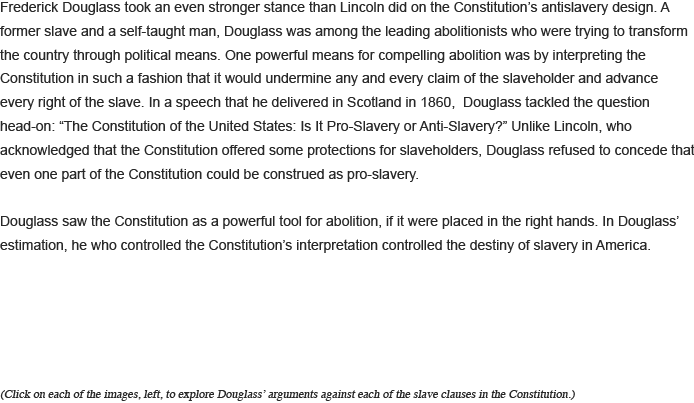 Frederick Douglass took an even stronger stance than Lincoln did on the Constitution’s antislavery design. A
former slave and a self-taught man, Douglass was among the leading abolitionists who were trying to transform
the country through political means. One powerful means for compelling abolition was by interpreting the
Constitution in such a fashion that it would undermine any and every claim of the slaveholder and advance
every right of the slave. In a speech that he delivered in Scotland in 1860,  Douglass tackled the question
head-on: “The Constitution of the United States: Is It Pro-Slavery or Anti-Slavery?” Unlike Lincoln, who
acknowledged that the Constitution offered some protections for slaveholders, Douglass refused to concede that
even one part of the Constitution could be construed as pro-slavery.
Douglass saw the Constitution as a powerful tool for abolition, if it were placed in the right hands. In Douglass’
estimation, he who controlled the Constitution’s interpretation controlled the destiny of slavery in America.
(Click on each of the images, left, to explore Douglass’ arguments against each of the slave clauses in the Constitution.)